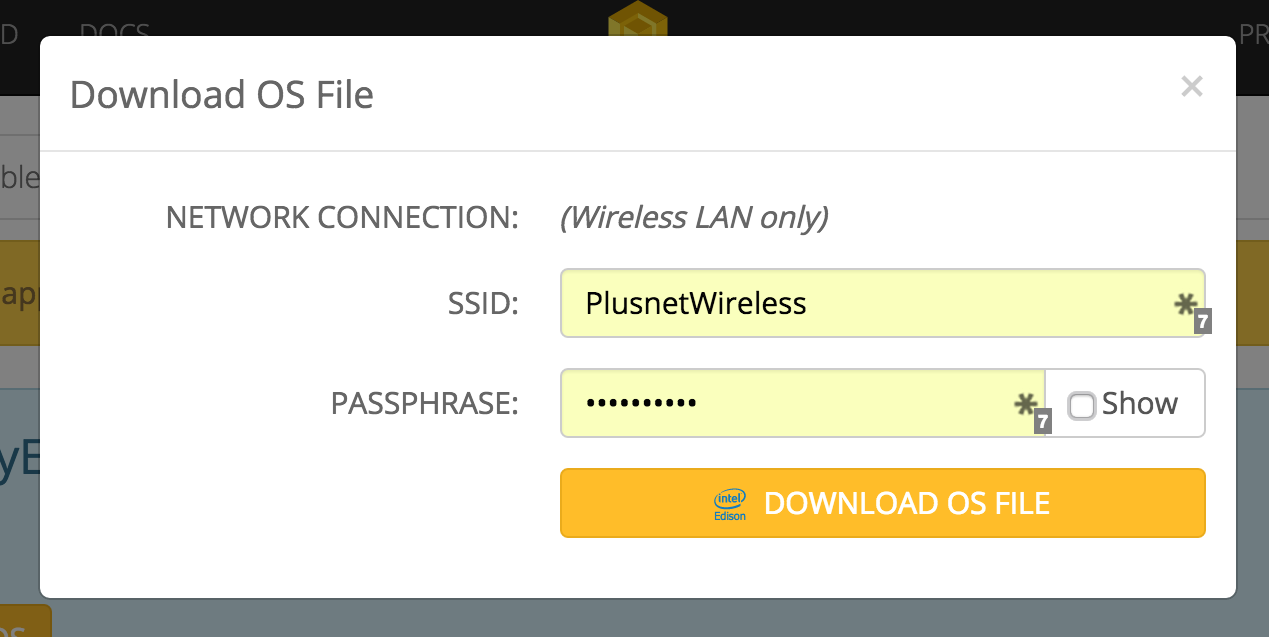 DOCS
PR
Download OS File
×
ble
NETWORK CONNECTION: (Wireless LAN only)
app
SSID: PlusnetWireless
7
PASSPHRASE: •••••••••• Show
7
yE
intel Edison DOWNLOAD OS FILE